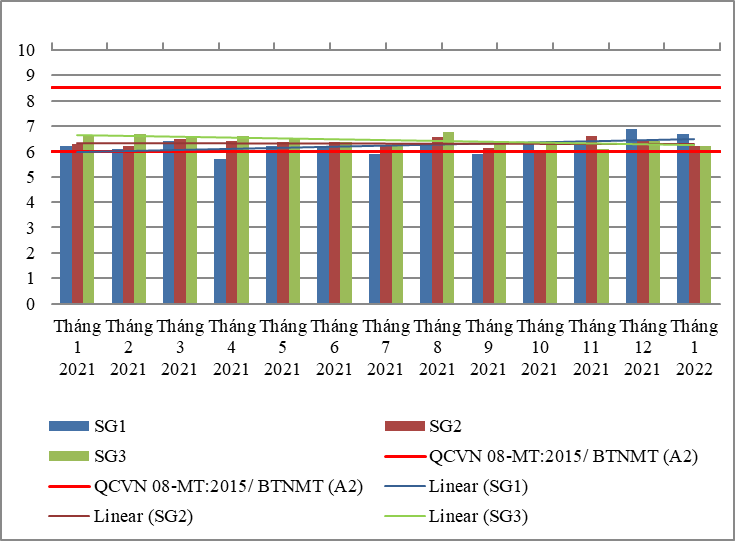 10
9
8
7
6
5
4
3
2
1
0
Tháng Tháng Tháng Tháng Tháng Tháng Tháng Tháng Tháng Tháng Tháng Tháng Tháng
1 2 3 4 5 6 7 8 9 10 11 12 1
2021 2021 2021 2021 2021 2021 2021 2021 2021 2021 2021 2021 2022
SG1 SG2
SG3 QCVN 08-MT:2015/ BTNMT (A2)
QCVN 08-MT:2015/ BTNMT (A2) Linear (SG1)
Linear (SG2) Linear (SG3)